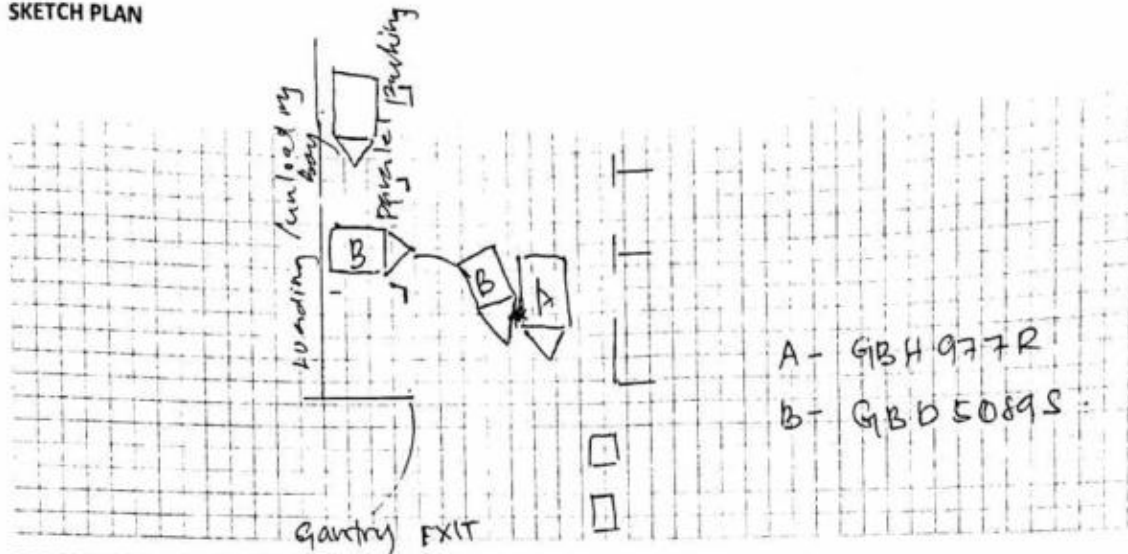 SKETCH PLAN
Loading / unloading
Bay
Parallel Parking
B
B
A
A - GBH 977R
B - GBD 5089S
Gantry EXIT